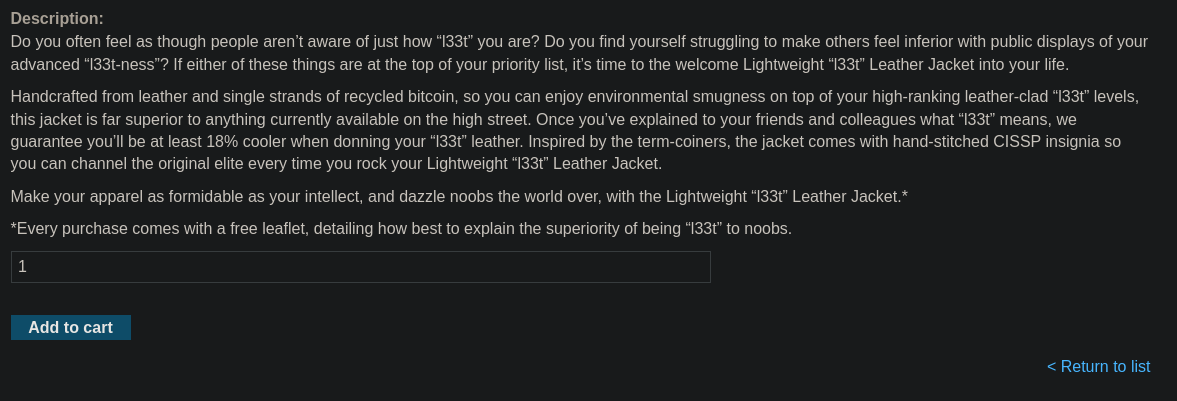 Description:
Do you often feel as though people aren’t aware of just how “l33t” you are? Do you find yourself struggling to make others feel inferior with public displays of your
advanced “l33t-ness”? If either of these things are at the top of your priority list, it’s time to the welcome Lightweight “l33t” Leather Jacket into your life.
Handcrafted from leather and single strands of recycled bitcoin, so you can enjoy environmental smugness on top of your high-ranking leather-clad “l33t” levels,
this jacket is far superior to anything currently available on the high street. Once you’ve explained to your friends and colleagues what “l33t” means, we
guarantee you’ll be at least 18% cooler when donning your “l33t” leather. Inspired by the term-coiners, the jacket comes with hand-stitched CISSP insignia so
you can channel the original elite every time you rock your Lightweight “l33t” Leather Jacket.
Make your apparel as formidable as your intellect, and dazzle noobs the world over, with the Lightweight “l33t” Leather Jacket.*
*Every purchase comes with a free leaflet, detailing how best to explain the superiority of being “l33t” to noobs.
1
Add to cart
< Return to list